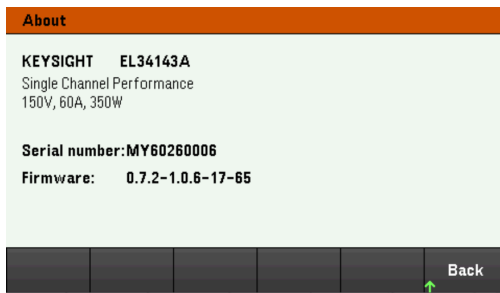 About
KEYSIGHT EL34143A
Single Channel Performance
150V, 60A, 350W
Serial number:MY60260006
Firmware: 0.7.2-1.0.6-17-65
Back